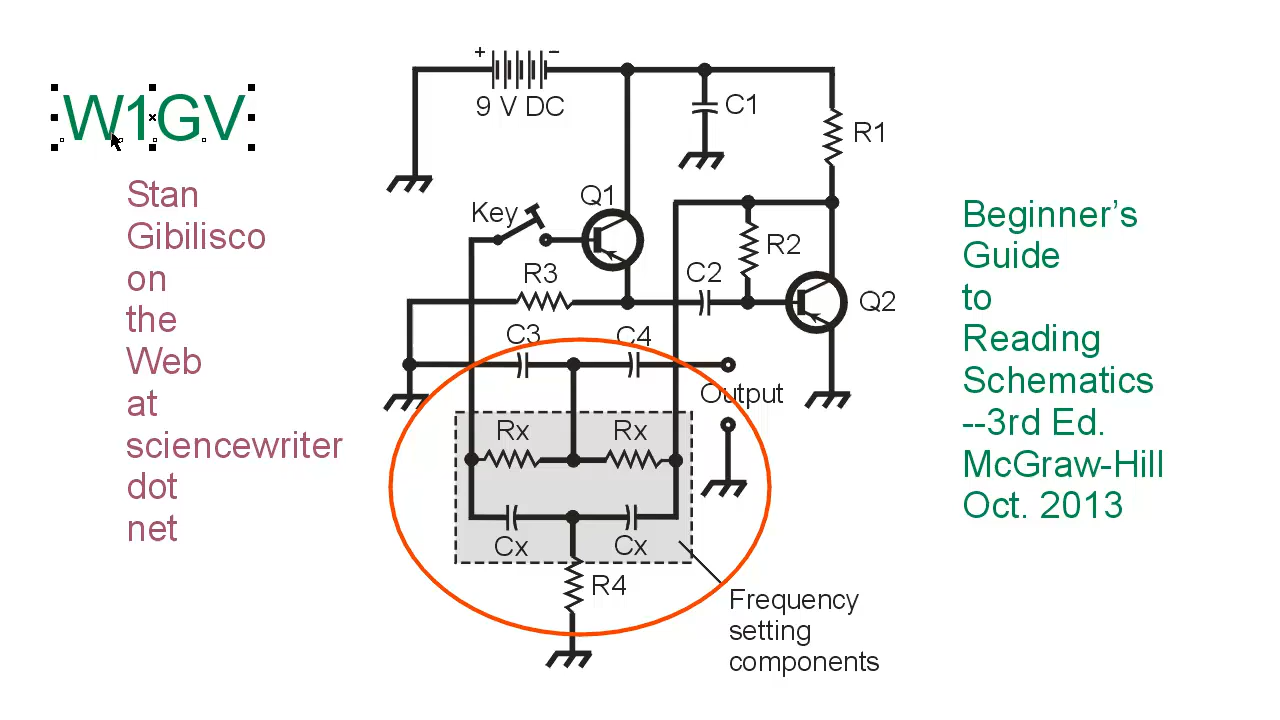 W1GV
Stan
Gibilisco
on
the
Web
at
sciencewriter
dot
net
+ −
9 V DC
C1
R1
Q1
Key
R2
R3
C2
Q2
C3
C4
Output
Rx
Rx
Cx
Cx
R4
Frequency
setting
components
Beginner’s
Guide
to
Reading
Schematics
--3rd Ed.
McGraw-Hill
Oct. 2013